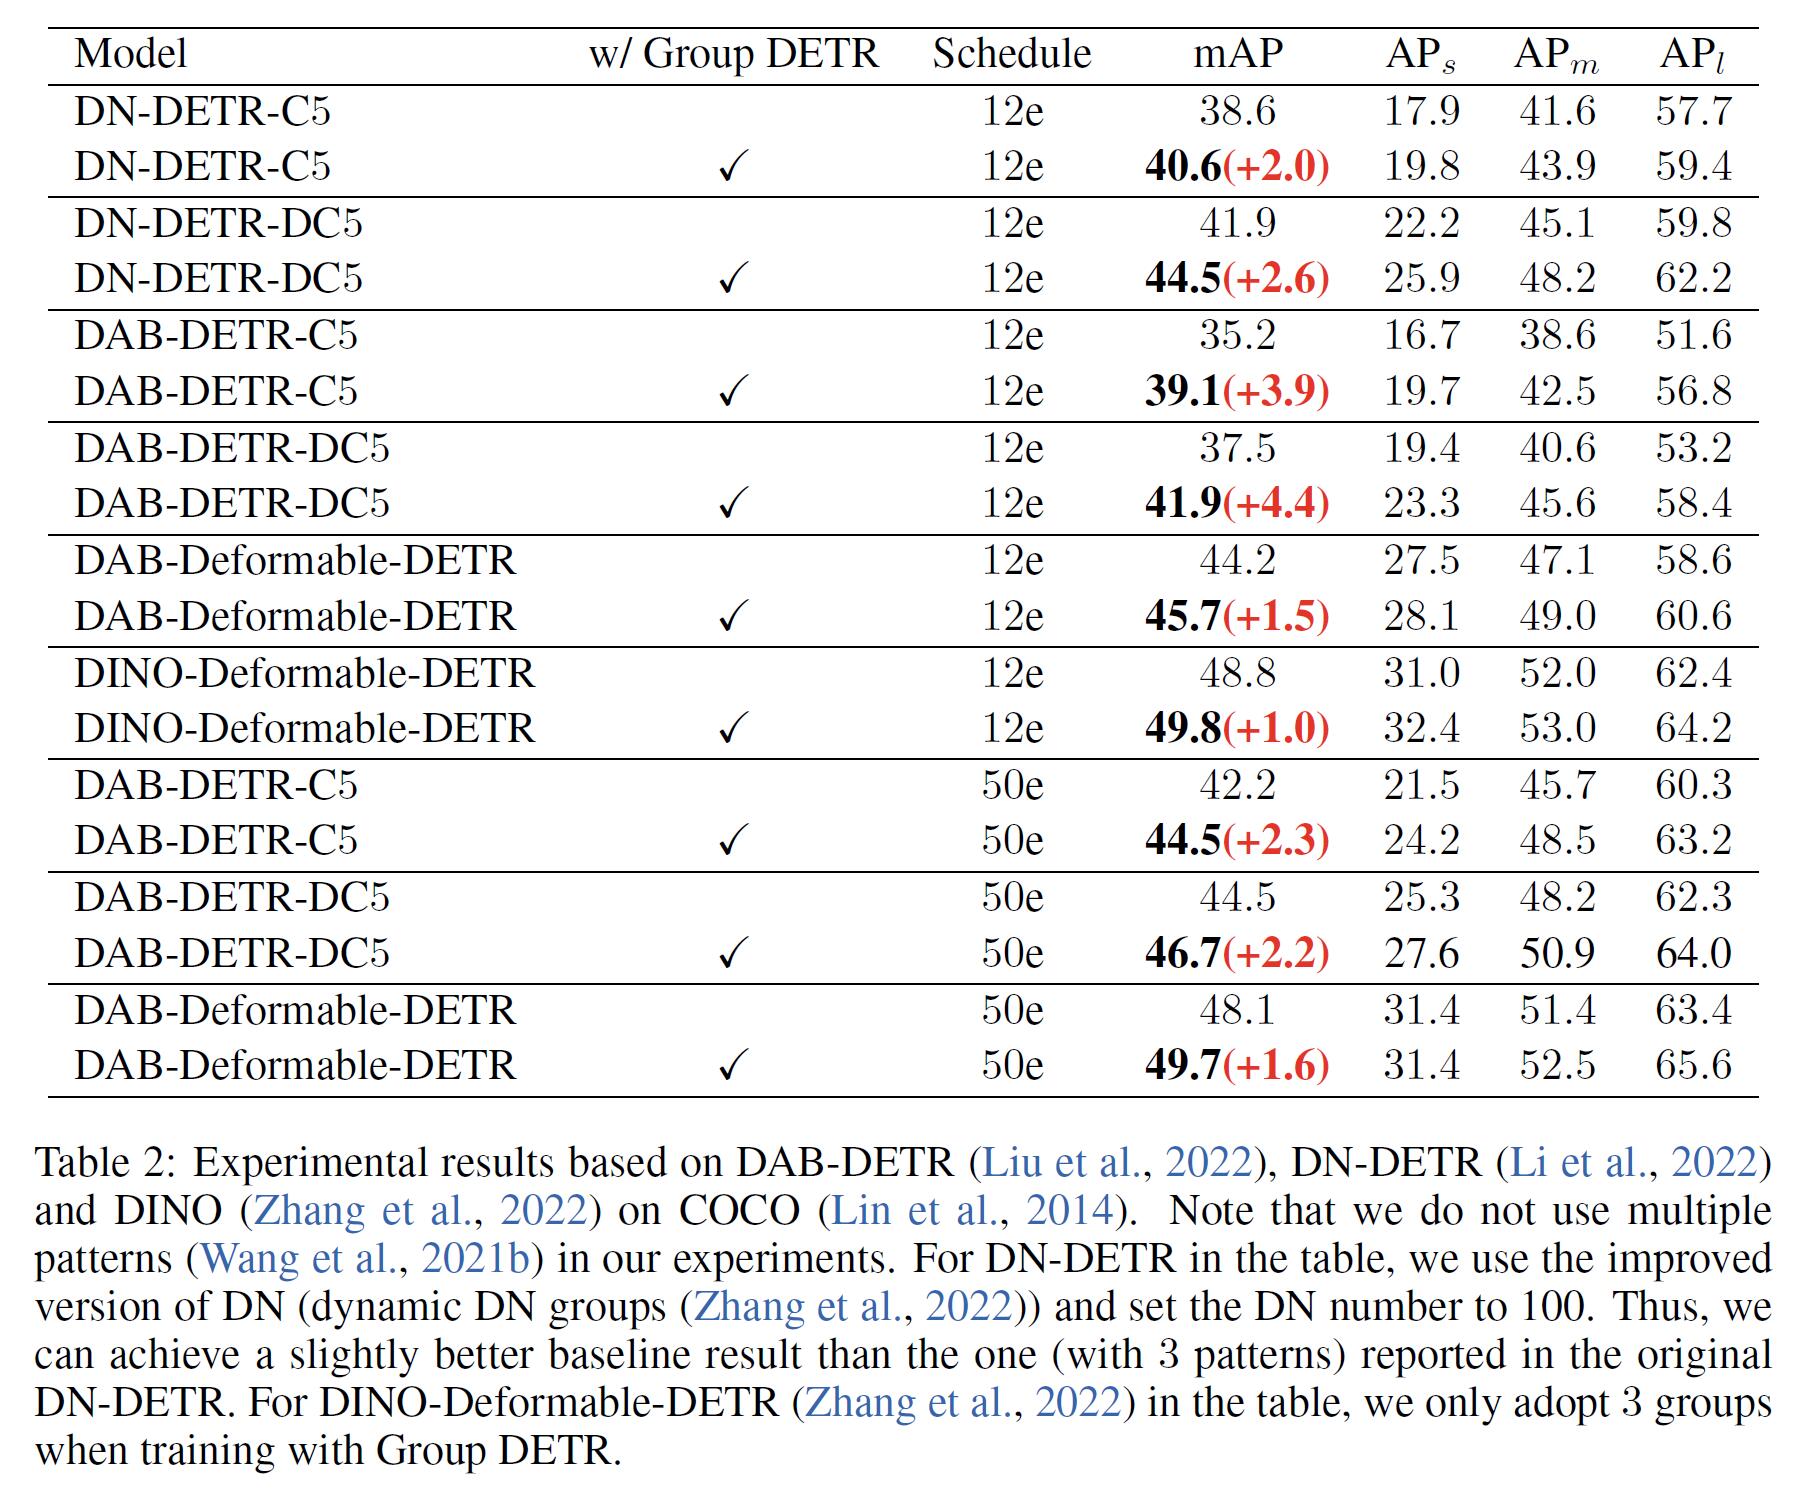 Model w/ Group DETR Schedule mAP APs APm APl
DN-DETR-C5 12e 38.6 17.9 41.6 57.7
DN-DETR-C5 ✓ 12e 40.6(+2.0) 19.8 43.9 59.4
DN-DETR-DC5 12e 41.9 22.2 45.1 59.8
DN-DETR-DC5 ✓ 12e 44.5(+2.6) 25.9 48.2 62.2
DAB-DETR-C5 12e 35.2 16.7 38.6 51.6
DAB-DETR-C5 ✓ 12e 39.1(+3.9) 19.7 42.5 56.8
DAB-DETR-DC5 12e 37.5 19.4 40.6 53.2
DAB-DETR-DC5 ✓ 12e 41.9(+4.4) 23.3 45.6 58.4
DAB-Deformable-DETR 12e 44.2 27.5 47.1 58.6
DAB-Deformable-DETR ✓ 12e 45.7(+1.5) 28.1 49.0 60.6
DINO-Deformable-DETR 12e 48.8 31.0 52.0 62.4
DINO-Deformable-DETR ✓ 12e 49.8(+1.0) 32.4 53.0 64.2
DAB-DETR-C5 50e 42.2 21.5 45.7 60.3
DAB-DETR-C5 ✓ 50e 44.5(+2.3) 24.2 48.5 63.2
DAB-DETR-DC5 50e 44.5 25.3 48.2 62.3
DAB-DETR-DC5 ✓ 50e 46.7(+2.2) 27.6 50.9 64.0
DAB-Deformable-DETR 50e 48.1 31.4 51.4 63.4
DAB-Deformable-DETR ✓ 50e 49.7(+1.6) 31.4 52.5 65.6
Table 2: Experimental results based on DAB-DETR (Liu et al., 2022), DN-DETR (Li et al., 2022)
and DINO (Zhang et al., 2022) on COCO (Lin et al., 2014). Note that we do not use multiple
patterns (Wang et al., 2021b) in our experiments. For DN-DETR in the table, we use the improved
version of DN (dynamic DN groups (Zhang et al., 2022)) and set the DN number to 100. Thus, we
can achieve a slightly better baseline result than the one (with 3 patterns) reported in the original
DN-DETR. For DINO-Deformable-DETR (Zhang et al., 2022) in the table, we only adopt 3 groups
when training with Group DETR.